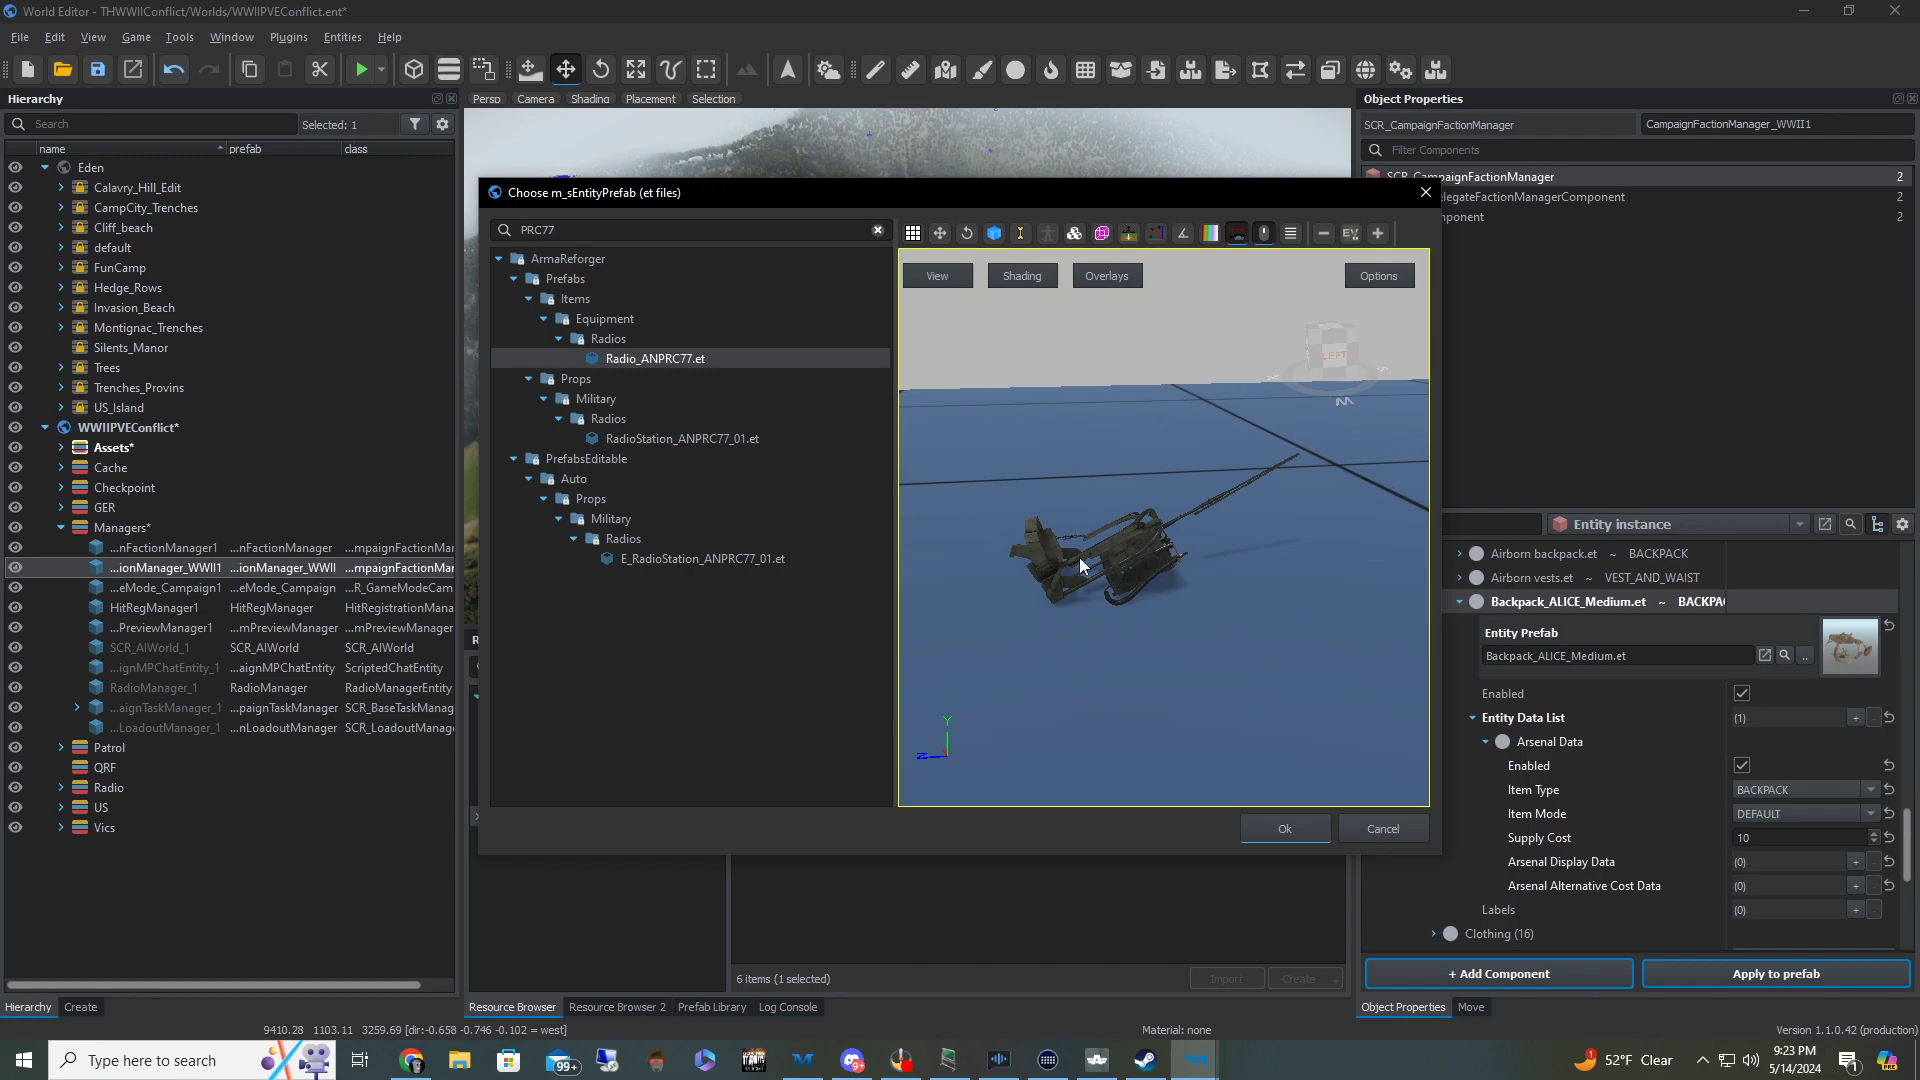 World Editor - THWWIIConflict/Worlds/WWIIPVEConflict.ent*
File Edit View Game Tools Window Plugins Entities Help
Hierarchy
Search
Selected: 1
name prefab class
Eden
Calavry_Hill_Edit
CampCity_Trenches
Cliff_beach
default
FunCamp
Hedge_Rows
Invasion_Beach
Montignac_Trenches
Silents_Manor
Trees
Trenches_Provins
US_Island
WWIIPVEConflict*
Assets*
Cache
Checkpoint
GER
Managers*
...nFactionManager1 ...nFactionManager ...mpaignFactionMar
...ionManager_WWII1 ...ionManager_WWII ...mpaignFactionMar
...eMode_Campaign1 ...eMode_Campaign ...R_GameModeCam
HitRegManager1 HitRegManager HitRegistrationMana
...PreviewManager1 ...mPreviewManager ...mPreviewManager
SCR_AIWorld_1 SCR_AIWorld SCR_AIWorld
...ignMPChatEntity_1 ...aignMPChatEntity ScriptedChatEntity
RadioManager_1 RadioManager RadioManagerEntity
...aignTaskManager_1 ...paignTaskManager SCR_BaseTaskManag
...LoadoutManager_1 ...nLoadoutManager SCR_LoadoutManag
Patrol
QRF
Radio
US
Vics
Hierarchy Create
Persp Camera Shading Placement Selection
Choose m_sEntityPrefab (et files)
PRC77
ArmaReforger
Prefabs
Items
Equipment
Radios
Radio_ANPRC77.et
Props
Military
Radios
RadioStation_ANPRC77_01.et
PrefabsEditable
Auto
Props
Military
Radios
E_RadioStation_ANPRC77_01.et
EV
View Shading Overlays Options
LEFT
Y
Z
Ok Cancel
R
6 items (1 selected)
Import Create
Resource Browser Resource Browser 2 Prefab Library Log Console
Object Properties
SCR_CampaignFactionManager CampaignFactionManager_WWII1
Filter Components
SCR_CampaignFactionManager 2
elegateFactionManagerComponent 2
ponent 2
Entity instance
Airborn backpack.et ~ BACKPACK
Airborn vests.et ~ VEST_AND_WAIST
Backpack_ALICE_Medium.et ~ BACKPA
Entity Prefab
Backpack_ALICE_Medium.et ..
Enabled
Entity Data List (1) + -
Arsenal Data
Enabled
Item Type BACKPACK
Item Mode DEFAULT
Supply Cost 10
Arsenal Display Data (0) + -
Arsenal Alternative Cost Data (0) + -
Labels (0) + -
Clothing (16)
+ Add Component Apply to prefab
Object Properties Move
9410.28 1103.11 3259.69 [dir:-0.658 -0.746 -0.102 = west]
Material: none
Version 1.1.0.42 (production)
Type here to search
99+
52°F Clear
9:23 PM
5/14/2024
1